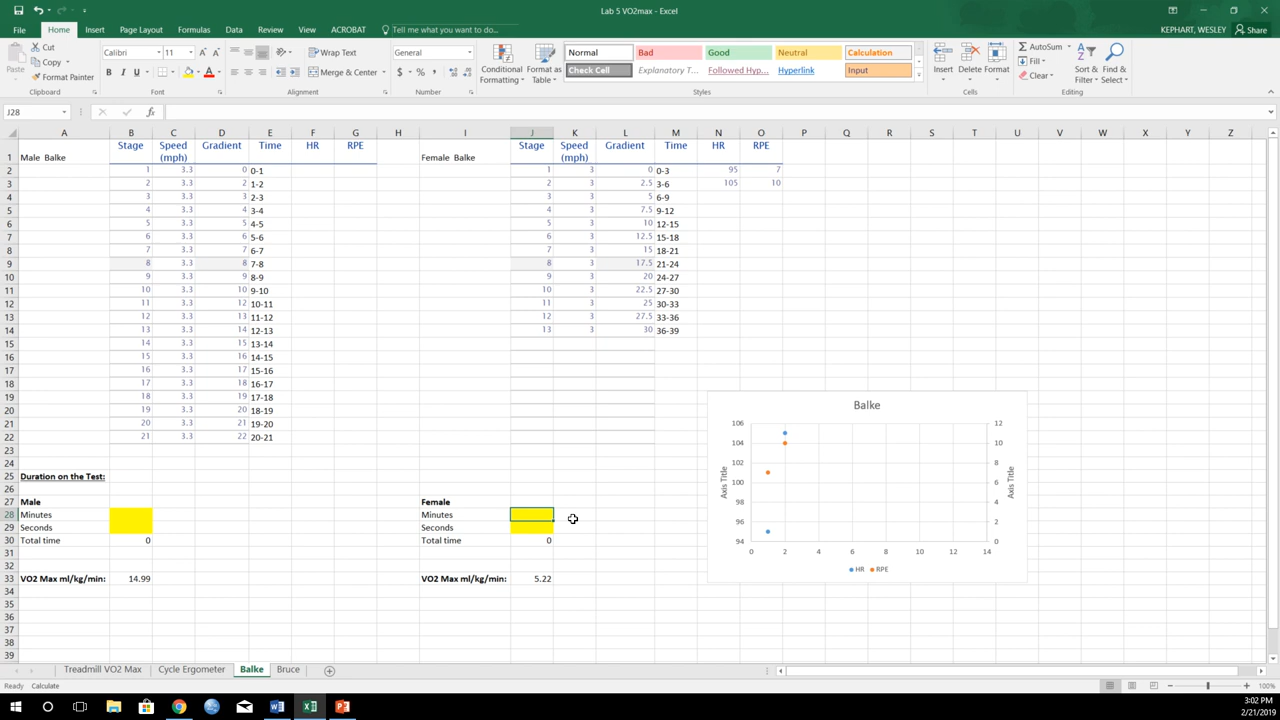 Lab 5 VO2max - Excel
KEPHART, WESLEY
Share
File Home Insert Page Layout Formulas Data Review View ACROBAT Tell me what you want to do...
Cut
Copy
Format Painter
Paste
Clipboard
Calibri 11
B I U
Font
Wrap Text
Merge & Center
Alignment
General
$ % ,
Number
Conditional Formatting
Format as Table
Normal Bad Good Neutral Calculation
Check Cell Explanatory T... Followed Hyp... Hyperlink Input
Styles
Insert Delete Format
Cells
AutoSum
Fill
Clear
Sort & Filter
Find & Select
Editing
J28 fx
A B C D E F G H I J K L M N O P Q R S T U V W X Y Z
1 Male Balke Stage Speed (mph) Gradient Time HR RPE Female Balke Stage Speed (mph) Gradient Time HR RPE
2 1 3.3 0 0-1 1 3 0 0-3 95 7
3 2 3.3 2 1-2 2 3 2.5 3-6 105 10
4 3 3.3 3 2-3 3 3 5 6-9
5 4 3.3 4 3-4 4 3 7.5 9-12
6 5 3.3 5 4-5 5 3 10 12-15
7 6 3.3 6 5-6 6 3 12.5 15-18
8 7 3.3 7 6-7 7 3 15 18-21
9 8 3.3 8 7-8 8 3 17.5 21-24
10 9 3.3 9 8-9 9 3 20 24-27
11 10 3.3 10 9-10 10 3 22.5 27-30
12 11 3.3 12 10-11 11 3 25 30-33
13 12 3.3 13 11-12 12 3 27.5 33-36
14 13 3.3 14 12-13 13 3 30 36-39
15 14 3.3 15 13-14
16 15 3.3 16 14-15
17 16 3.3 17 15-16
18 17 3.3 18 16-17
19 18 3.3 19 17-18
20 19 3.3 20 18-19
21 20 3.3 21 19-20
22 21 3.3 22 20-21
23
24
25 Duration on the Test:
26
27 Male Female
28 Minutes Minutes
29 Seconds Seconds
30 Total time 0 Total time 0
31
32
33 VO2 Max ml/kg/min: 14.99 VO2 Max ml/kg/min: 5.22
34
35
36
37
38
39
Balke
106 12
104 10
102 8
100 6
98 4
96 2
94 0
Axis Title
Axis Title
0 2 4 6 8 10 12 14
HR RPE
Treadmill VO2 Max Cycle Ergometer Balke Bruce
Ready Calculate
100%
3:02 PM
2/21/2019